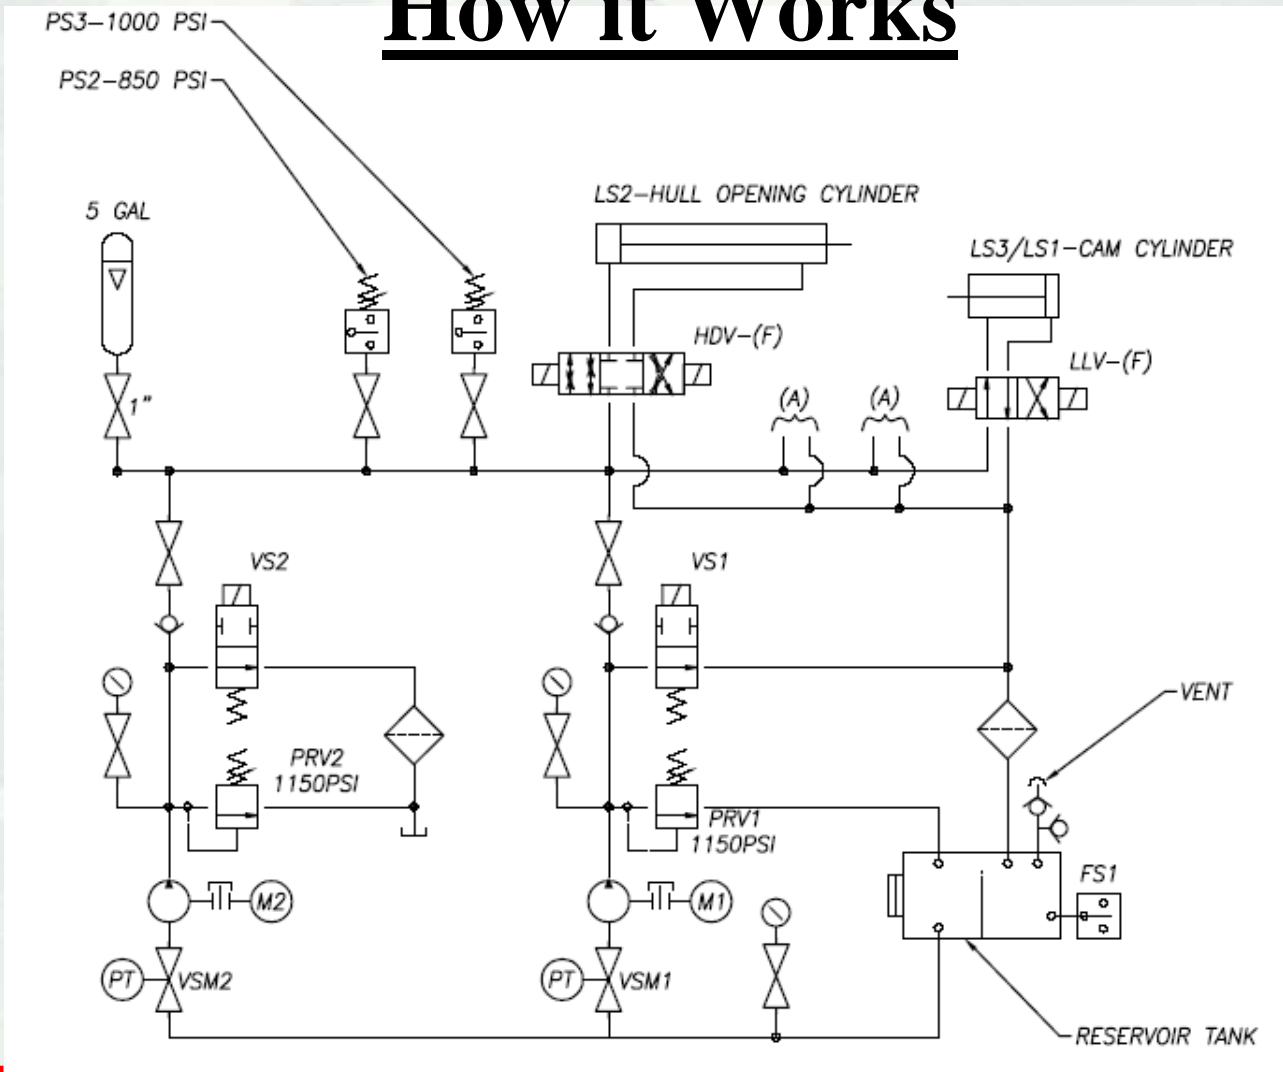 How it Works
PS3-1000 PSI
PS2-850 PSI
LS2-HULL OPENING CYLINDER
5 GAL
LS3/LS1-CAM CYLINDER
HDV-(F)
LLV-(F)
1"
(A)
(A)
VS2
VS1
VENT
PRV2
1150PSI
PRV1
1150PSI
FS1
M2
M1
PT
VSM2
PT
VSM1
RESERVOIR TANK